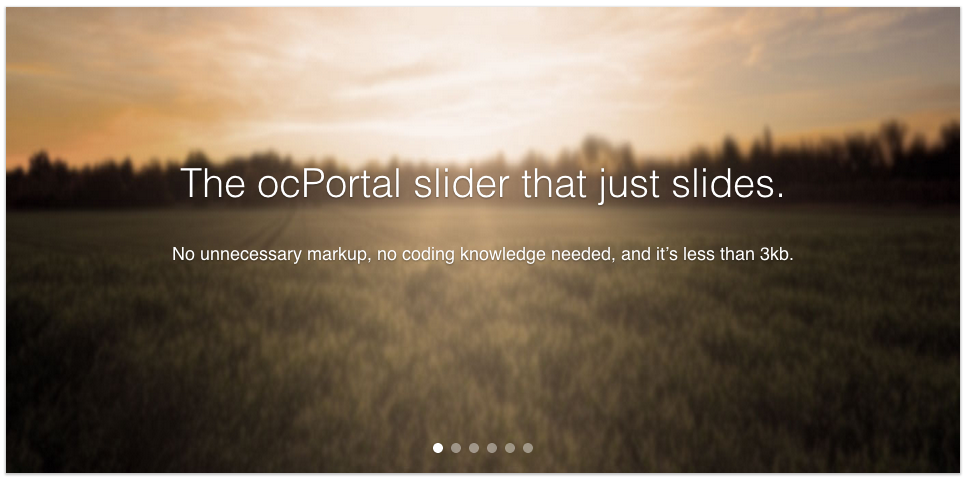 The ocPortal slider that just slides.
No unnecessary markup, no coding knowledge needed, and it’s less than 3kb.